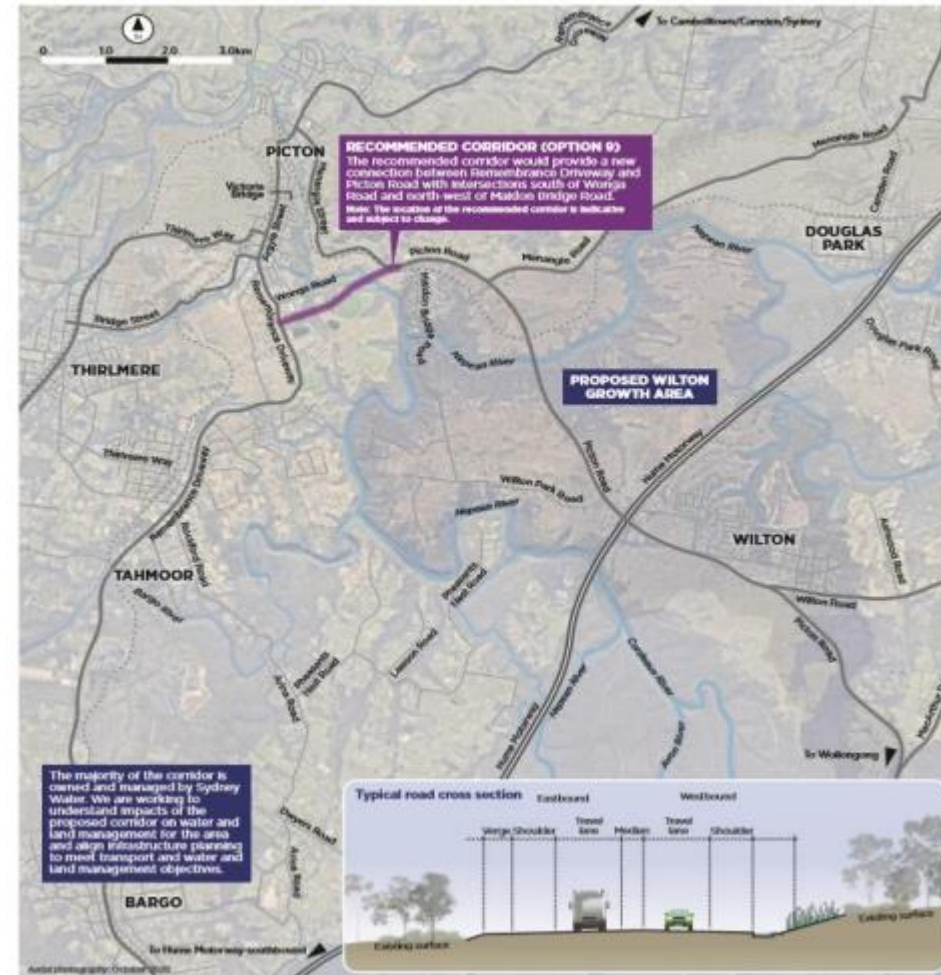 To Campbelltown/Camden/Sydney
Remembrance
Driveway
0 1.0 2.0 3.0km
RECOMMENDED CORRIDOR (OPTION 9)
The recommended corridor would provide a new
connection between Remembrance Driveway and
Picton Road with intersections south of Wonga
Road and north-west of Maldon Bridge Road.
Note: The location of the recommended corridor is indicative
and subject to change.
PICTON
Menangle Road
Victoria
Bridge
Menangle Street
Argyle Street
Camden Road
DOUGLAS
PARK
Thirlmere Way
Nepean River
Picton Road
Menangle Road
Wonga Road
Remembrance Driveway
Bridge Street
Maldon Bridge Road
Nepean River
Douglas Park Road
THIRLMERE
PROPOSED WILTON
GROWTH AREA
Hume Motorway
Picton Road
Thirlmere Way
Wilton Park Road
Remembrance Driveway
Nepean River
Rockford Road
WILTON
TAHMOOR
Pheasants
Nest Road
Wilton Road
Bargo River
Picton Road
Arina Road
Pheasants
Nest Road
Nepean River
Hume Motorway
To Wollongong
The majority of the corridor is
owned and managed by Sydney
Water. We are working to
understand impacts of the
proposed corridor on water and
land management for the area
and align infrastructure planning
to meet transport and water and
land management objectives.
Typical road cross section
Eastbound
Westbound
Verge Shoulder
Travel
lane
Median
Travel
lane
Shoulder
Existing surface
Existing surface
BARGO
To Hume Motorway southbound